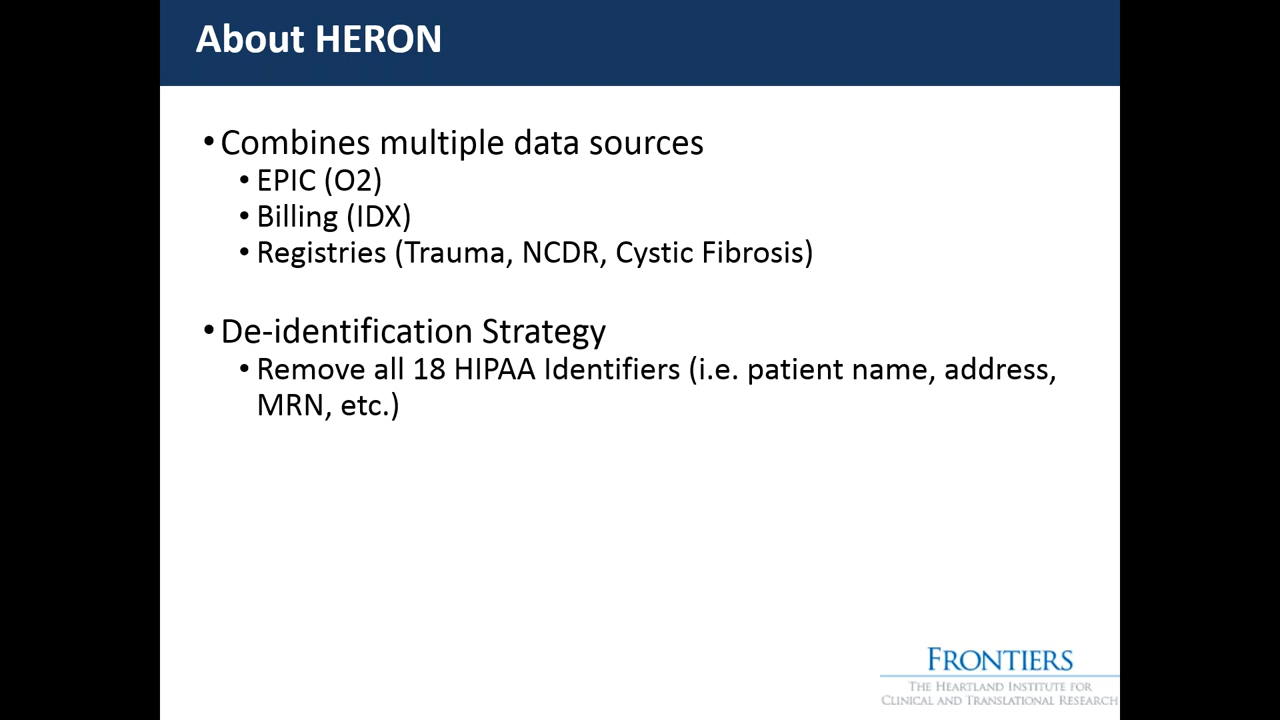 About HERON
• Combines multiple data sources
• EPIC (O2)
• Billing (IDX)
• Registries (Trauma, NCDR, Cystic Fibrosis)
• De-identification Strategy
• Remove all 18 HIPAA Identifiers (i.e. patient name, address,
MRN, etc.)
FRONTIERS
THE HEARTLAND INSTITUTE FOR
CLINICAL AND TRANSLATIONAL RESEARCH